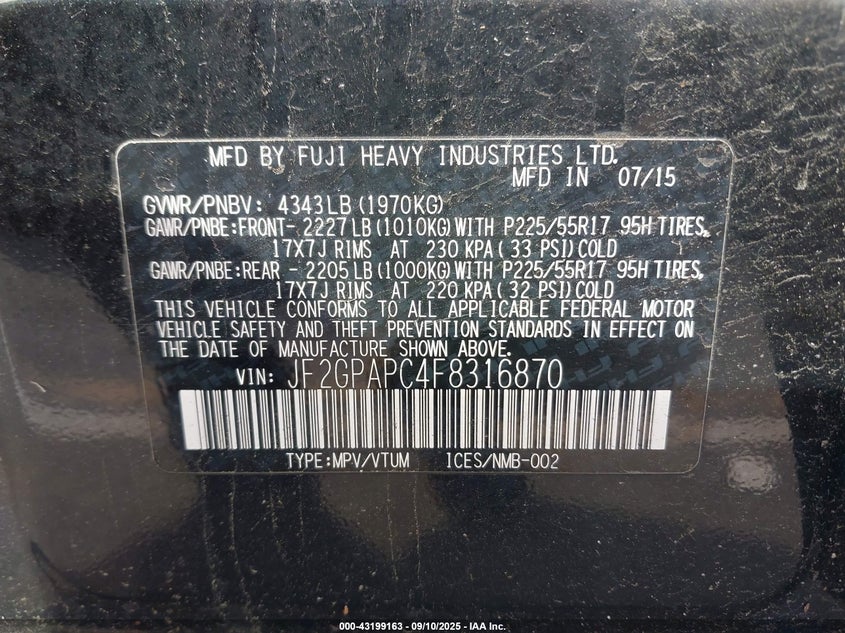 MFD BY FUJI HEAVY INDUSTRIES LTD.
MFD IN 07/15
GVWR/PNBV: 4343LB (1970KG)
GAWR/PNBE:FRONT- 2227LB (1010KG) WITH P225/55R17 95H TIRES,
17X7J RIMS AT 230 KPA (33 PSI) COLD
GAWR/PNBE:REAR - 2205LB (1000KG) WITH P225/55R17 95H TIRES,
17X7J RIMS AT 220 KPA (32 PSI) COLD
THIS VEHICLE CONFORMS TO ALL APPLICABLE FEDERAL MOTOR
VEHICLE SAFETY AND THEFT PREVENTION STANDARDS IN EFFECT ON
THE DATE OF MANUFACTURE SHOWN ABOVE.
VIN: JF2GPAPC4F8316870
TYPE:MPV/VTUM ICES/NMB-002
000-43199163 - 09/10/2025 - IAA Inc.